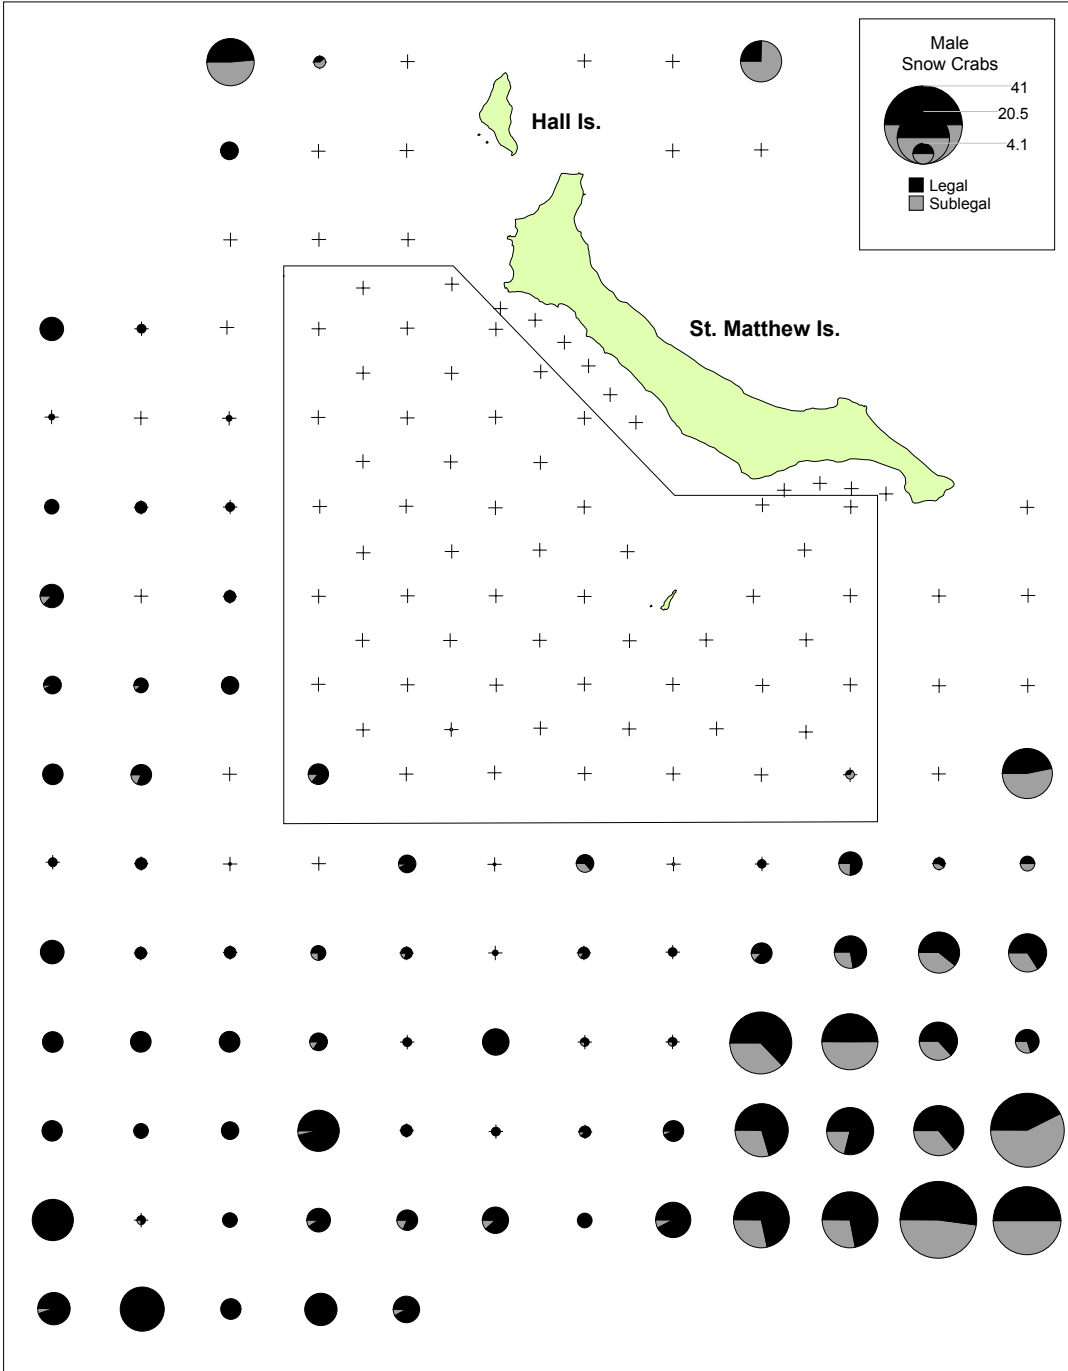 Male
Snow Crabs
41
20.5
4.1
Legal
Sublegal
Hall Is.
St. Matthew Is.